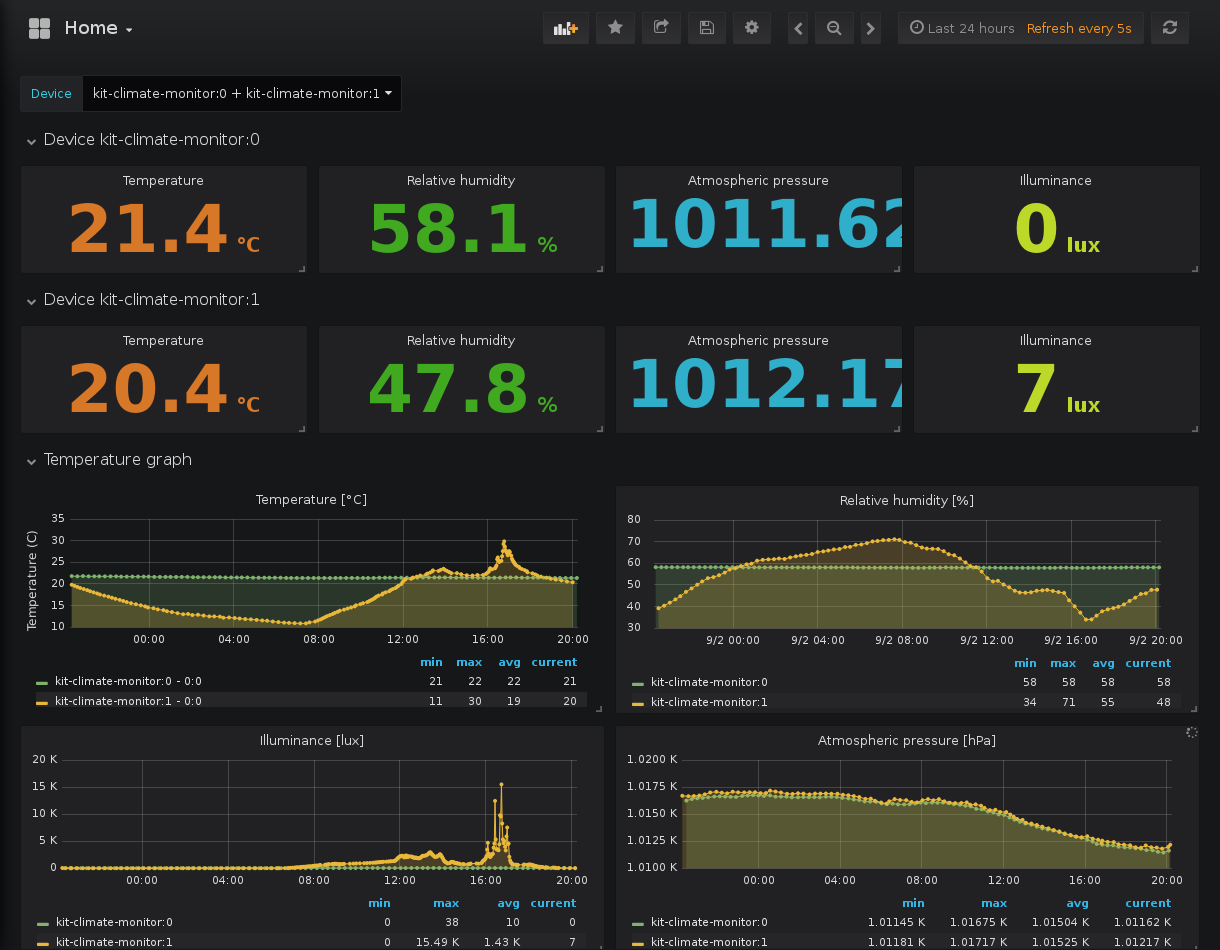 Home
Last 24 hours Refresh every 5s
Device kit-climate-monitor:0 + kit-climate-monitor:1
Device kit-climate-monitor:0
Temperature Relative humidity Atmospheric pressure Illuminance
21.4 °C 58.1 % 1011.62 0 lux
Device kit-climate-monitor:1
Temperature Relative humidity Atmospheric pressure Illuminance
20.4 °C 47.8 % 1012.17 7 lux
Temperature graph
Temperature [°C]
Temperature (C)
35
30
25
20
15
10
00:00 04:00 08:00 12:00 16:00 20:00
min max avg current
kit-climate-monitor:0 - 0:0 21 22 22 21
kit-climate-monitor:1 - 0:0 11 30 19 20
Relative humidity [%]
80
70
60
50
40
30
9/2 00:00 9/2 04:00 9/2 08:00 9/2 12:00 9/2 16:00 9/2 20:00
min max avg current
kit-climate-monitor:0 58 58 58 58
kit-climate-monitor:1 34 71 55 48
Illuminance [lux]
20 K
15 K
10 K
5 K
0
00:00 04:00 08:00 12:00 16:00 20:00
min max avg current
kit-climate-monitor:0 0 38 10 0
kit-climate-monitor:1 0 15.49 K 1.43 K 7
Atmospheric pressure [hPa]
1.0200 K
1.0175 K
1.0150 K
1.0125 K
1.0100 K
00:00 04:00 08:00 12:00 16:00 20:00
min max avg current
kit-climate-monitor:0 1.01145 K 1.01675 K 1.01504 K 1.01162 K
kit-climate-monitor:1 1.01181 K 1.01717 K 1.01525 K 1.01217 K